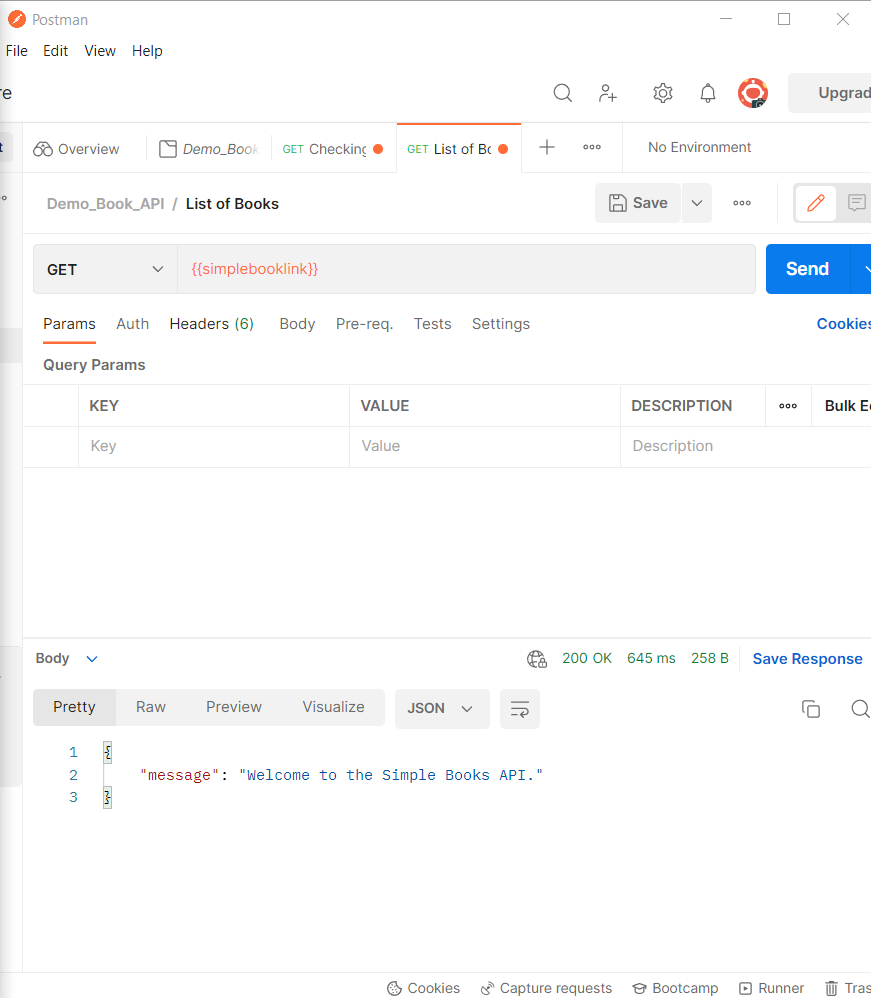 Postman
File Edit View Help
re
Upgrad
Overview Demo_Book GET Checking GET List of Bo No Environment
Demo_Book_API / List of Books Save
GET {{simplebooklink}} Send
Params Auth Headers (6) Body Pre-req. Tests Settings Cookies
Query Params
KEY VALUE DESCRIPTION Bulk Ed
Key Value Description
Body 200 OK 645 ms 258 B Save Response
Pretty Raw Preview Visualize JSON
1 {
2 "message": "Welcome to the Simple Books API."
3 }
Cookies Capture requests Bootcamp Runner Tras